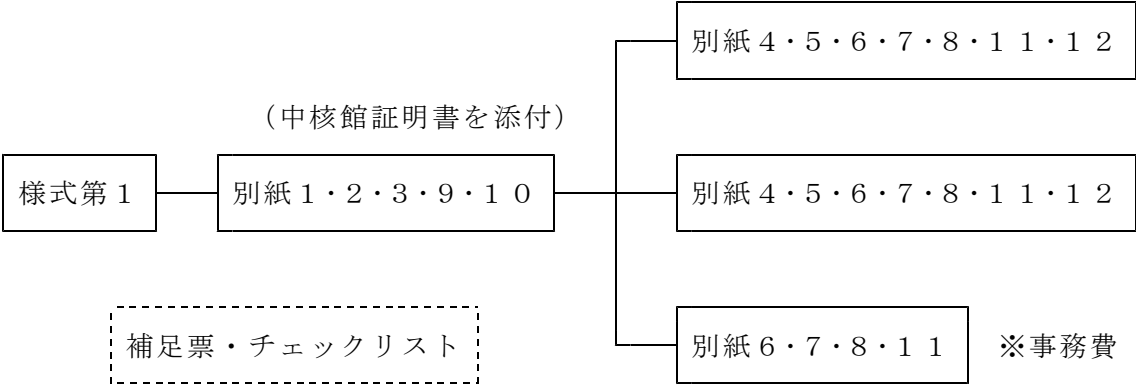 別紙４・５・６・７・８・１１・１２
（中核館証明書を添付）
様式第１
別紙１・２・３・９・１０
別紙４・５・６・７・８・１１・１２
補足票・チェックリスト
別紙６・７・８・１１
※事務費